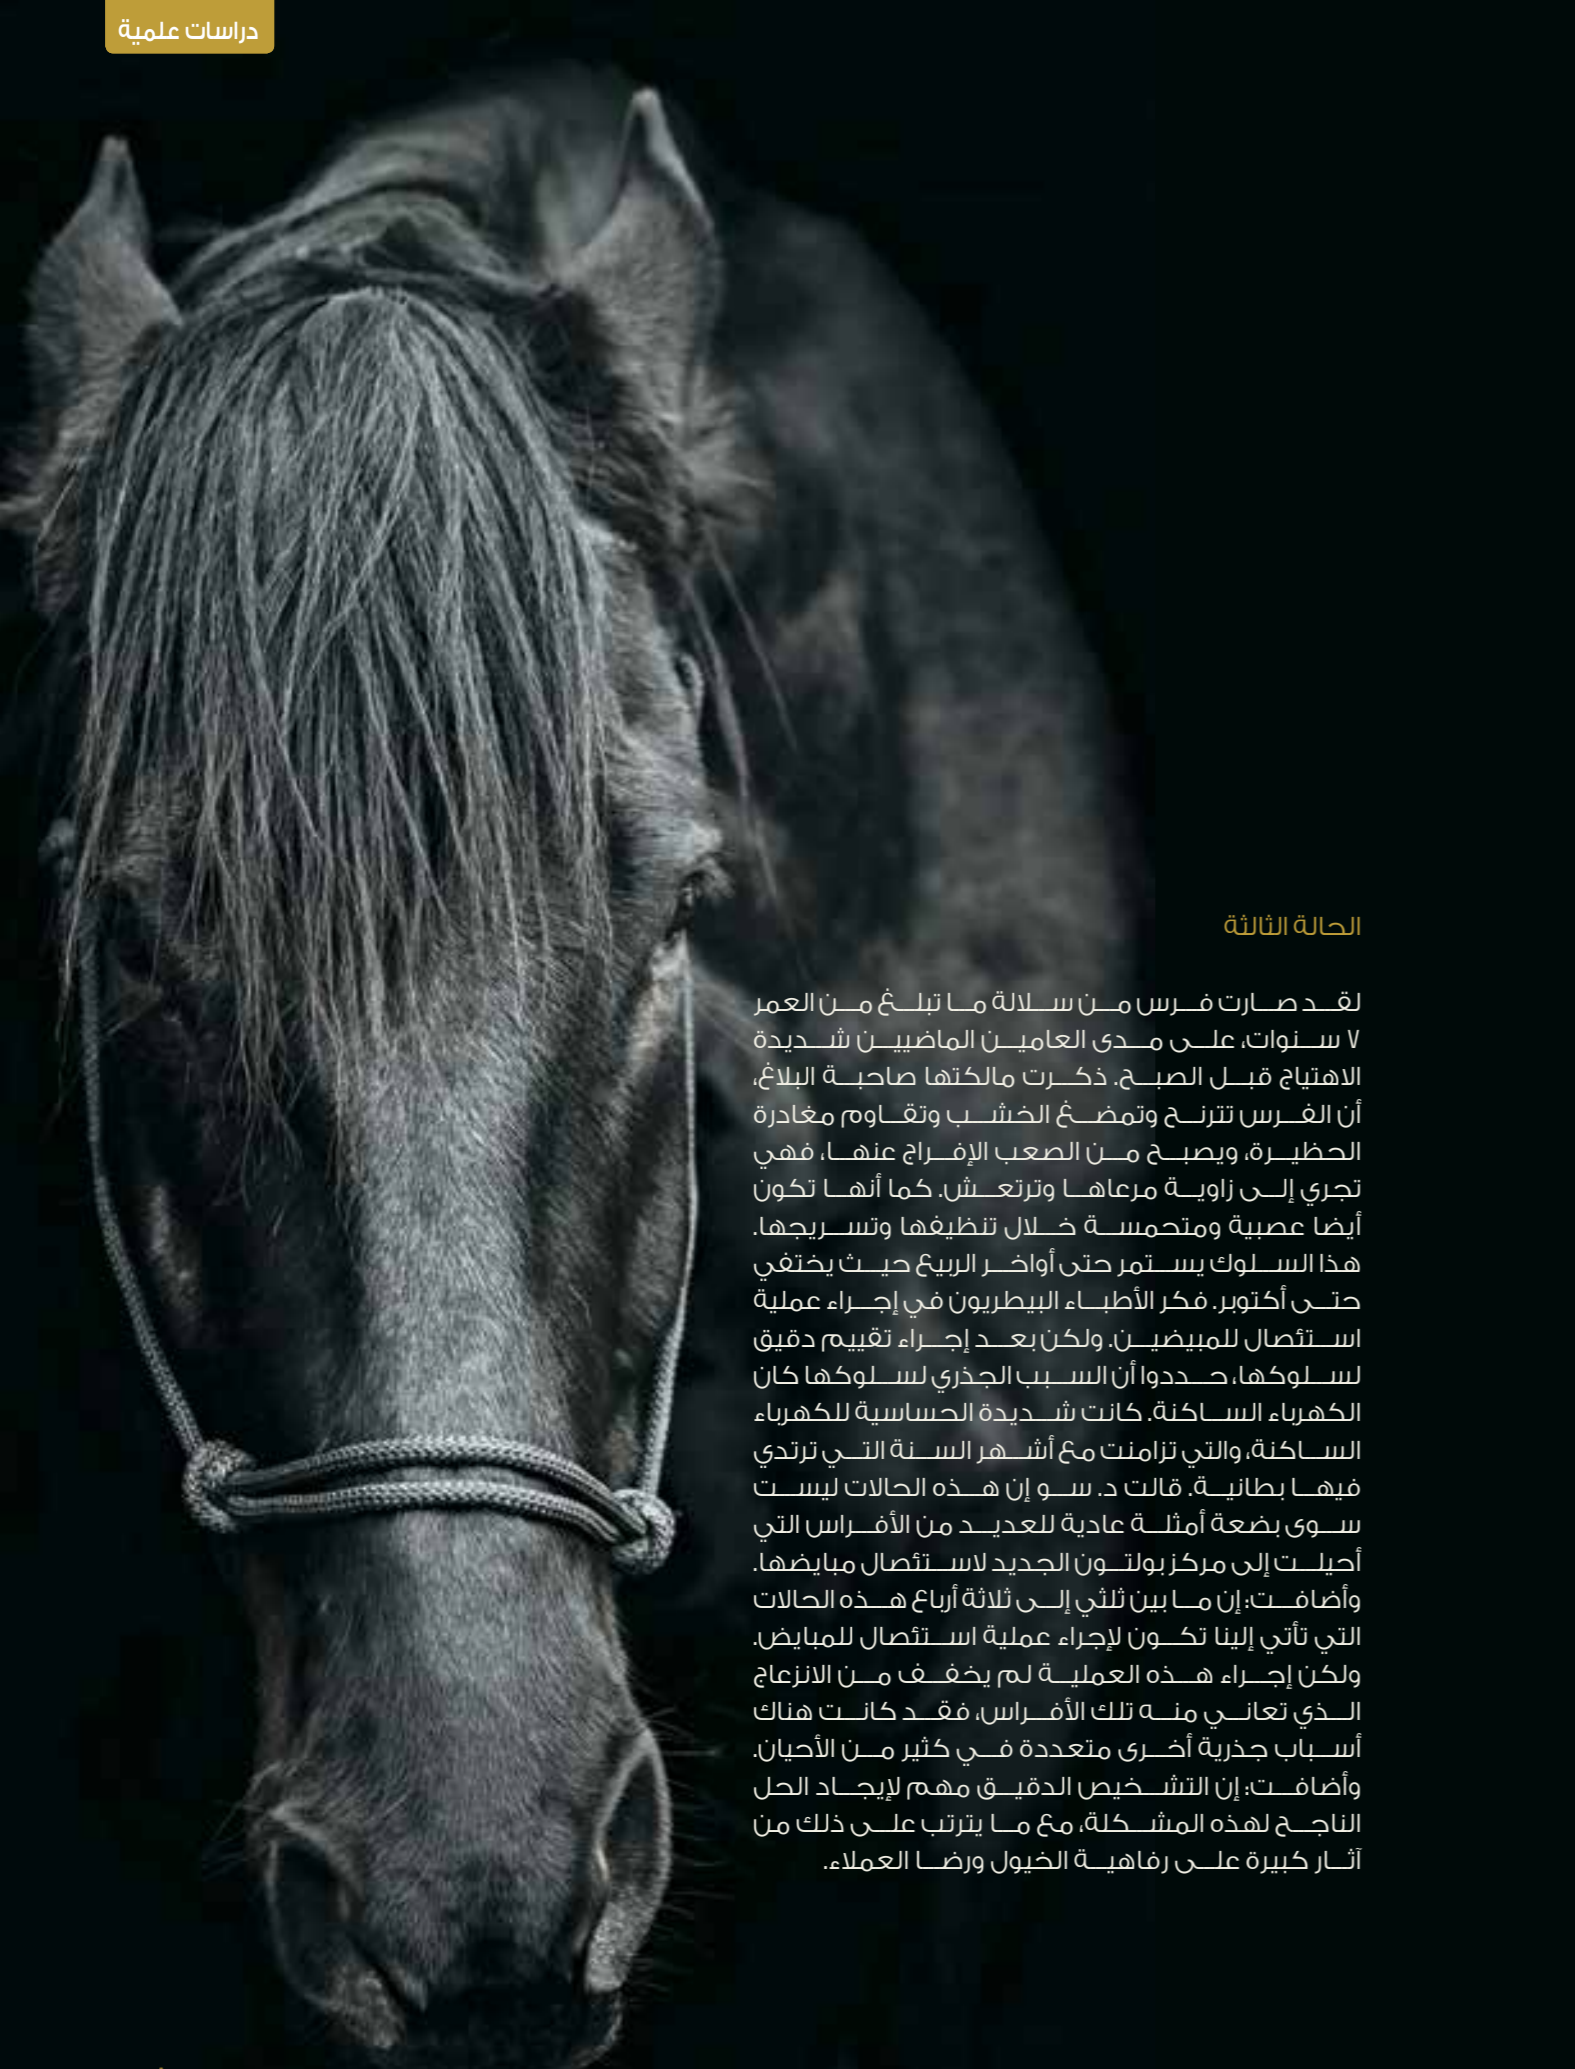 دراسات علمية
الحالة الثالثة
لقد صارت فرس من سلالة ما تبلغ من العمر
٧ سنوات، على مدى العامين الماضيين شديدة
الاهتياج قبل الصبح. ذكرت مالكتها صاحبة البلاغ،
أن الفرس تترنح وتمضغ الخشب وتقاوم مغادرة
الحظيرة، ويصبح من الصعب الإفراج عنها، فهي
تجري إلى زاوية مرعاها وترتعش. كما أنها تكون
أيضا عصبية ومتحمسة خلال تنظيفها وتسريجها.
هذا السلوك يستمر حتى أواخر الربيع حيث يختفي
حتى أكتوبر. فكر الأطباء البيطريون في إجراء عملية
استئصال للمبيضين. ولكن بعد إجراء تقييم دقيق
لسلوكها، حددوا أن السبب الجذري لسلوكها كان
الكهرباء الساكنة. كانت شديدة الحساسية للكهرباء
الساكنة، والتي تزامنت مع أشهر السنة التي ترتدي
فيها بطانية. قالت د. سو إن هذه الحالات ليست
سوى بضعة أمثلة عادية للعديد من الأفراس التي
أحيلت إلى مركز بولتون الجديد لاستئصال مبايضها.
وأضافت: إن ما بين ثلثي إلى ثلاثة أرباع هذه الحالات
التي تأتي إلينا تكون لإجراء عملية استئصال للمبايض.
ولكن إجراء هذه العملية لم يخفف من الانزعاج
الذي تعاني منه تلك الأفراس، فقد كانت هناك
أسباب جذرية أخرى متعددة في كثير من الأحيان.
وأضافت: إن التشخيص الدقيق مهم لإيجاد الحل
الناجح لهذه المشكلة، مع ما يترتب على ذلك من
آثار كبيرة على رفاهية الخيول ورضا العملاء.